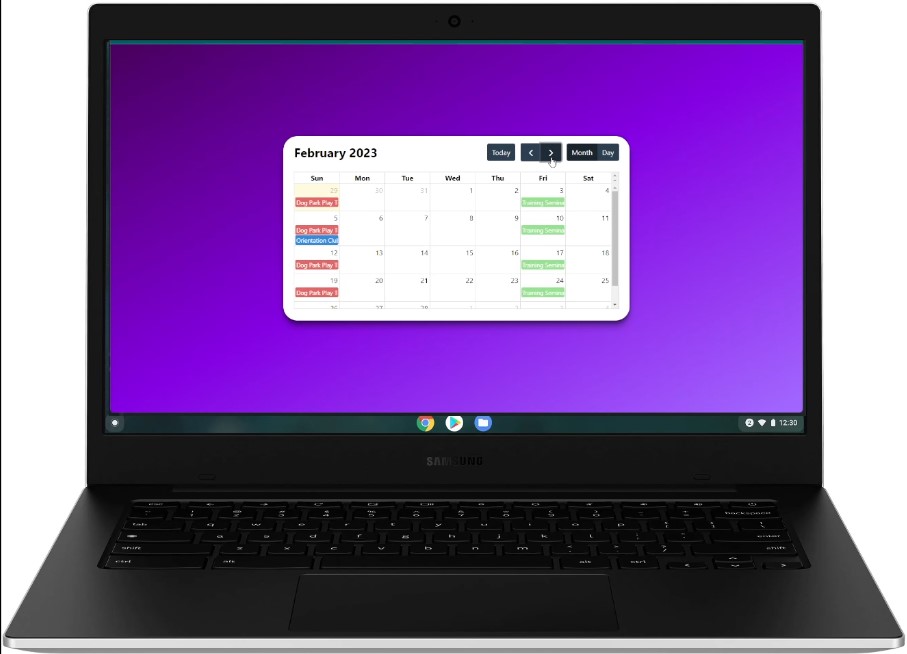 February 2023
Today
Month Day
Sun Mon Tue Wed Thu Fri Sat
29 30 31 1 2 3 4
Dog Park Play T
Training Semina
5 6 7 8 9 10 11
Dog Park Play T
Training Semina
Orientation Clu
12 13 14 15 16 17 18
Dog Park Play T
Training Semina
19 20 21 22 23 24 25
Dog Park Play T
Training Semina
26 27 28
2 12:30
SAMSUNG
esc
backspace
tab q w e r t y u i o p
a s d f g h j k l enter
shift z x c v b n m shift
ctrl alt alt ctrl